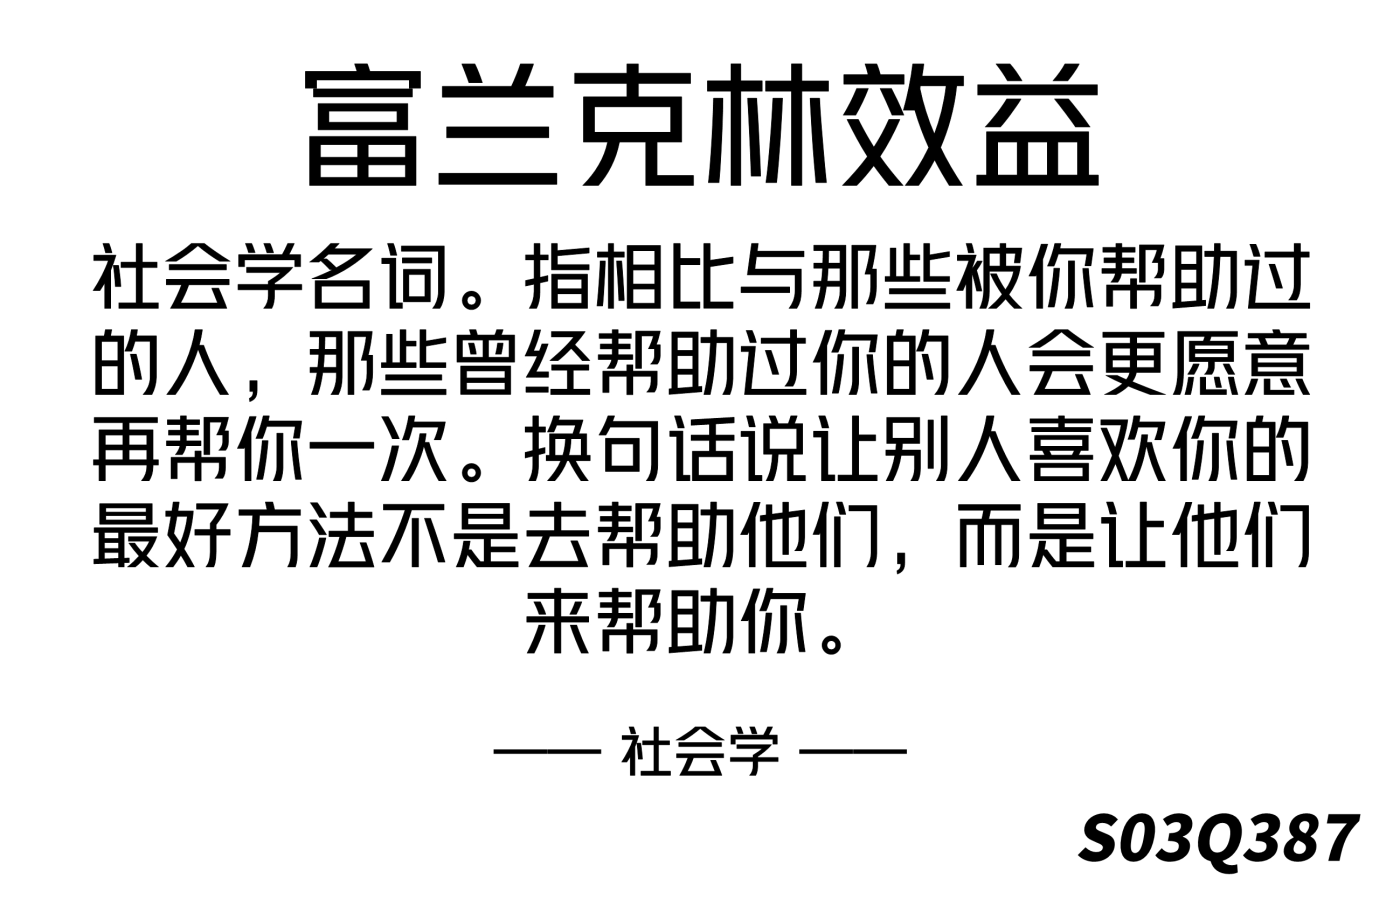 富兰克林效益
社会学名词。指相比与那些被你帮助过
的人，那些曾经帮助过你的人会更愿意
再帮你一次。换句话说让别人喜欢你的
最好方法不是去帮助他们，而是让他们
来帮助你。
—— 社会学 ——
S03Q387